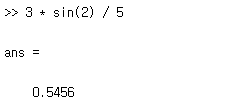 >> 3 * sin(2) / 5
ans =
0.5456